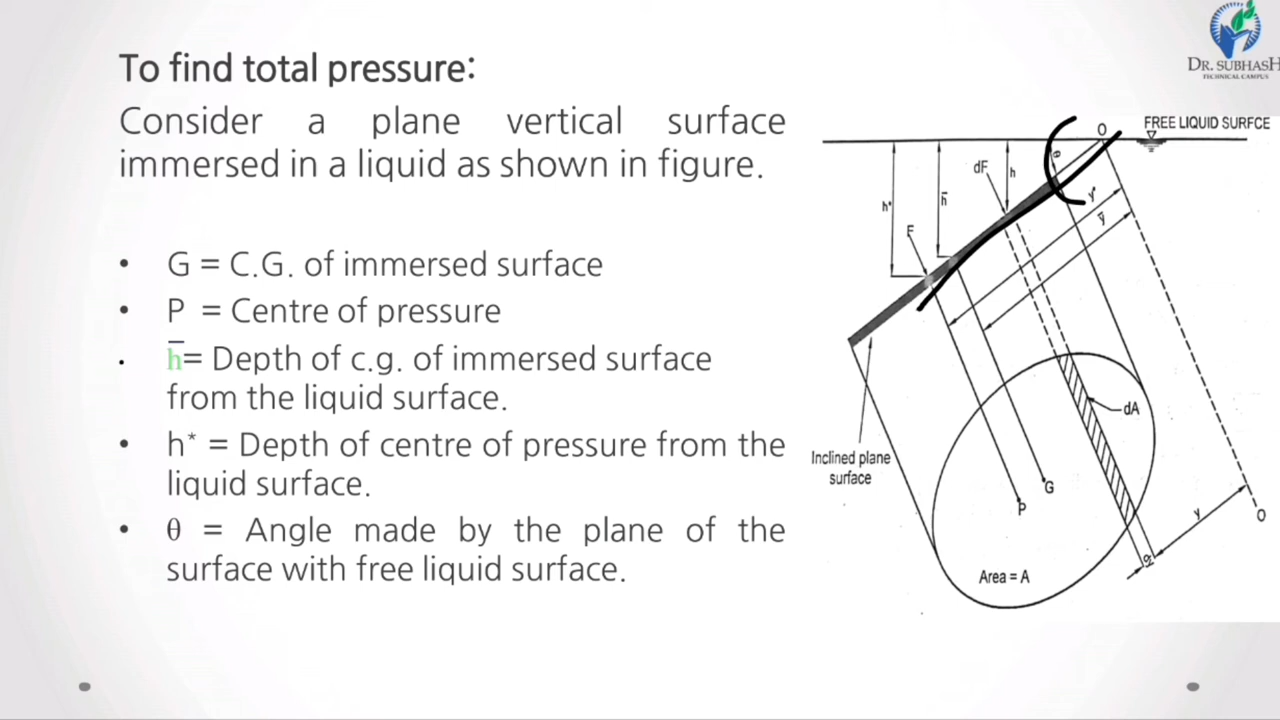 DR. SUBHASH
TECHNICAL CAMPUS
To find total pressure:
Consider a plane vertical surface
immersed in a liquid as shown in figure.
• G = C.G. of immersed surface
• P = Centre of pressure
• h̅= Depth of c.g. of immersed surface
from the liquid surface.
• h* = Depth of centre of pressure from the
liquid surface.
• θ = Angle made by the plane of the
surface with free liquid surface.
O
FREE LIQUID SURFCE
θ
dF
h
h̅
h*
F
y*
y̅
dA
Inclined plane
surface
G
P
y
O
Area = A